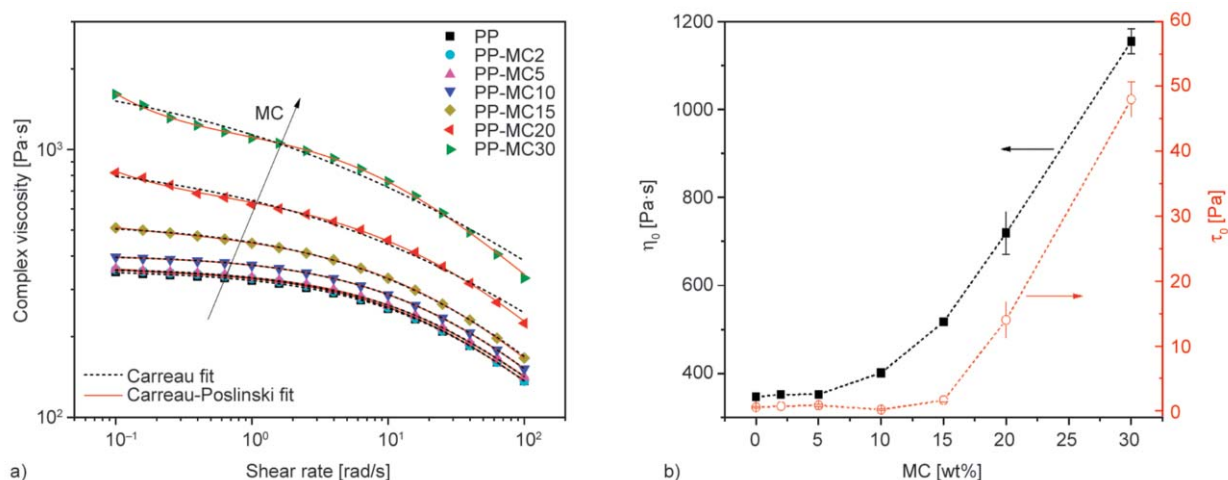 PP
PP-MC2
PP-MC5
PP-MC10
PP-MC15
PP-MC20
PP-MC30
MC
Complex viscosity [Pa·s]
10³
10²
Carreau fit
Carreau-Poslinski fit
10⁻¹ 10⁰ 10¹ 10²
Shear rate [rad/s]
a)
1200
1000
800
600
400
η₀ [Pa·s]
60
50
40
30
20
10
0
τ₀ [Pa]
0 5 10 15 20 25 30
MC [wt%]
b)